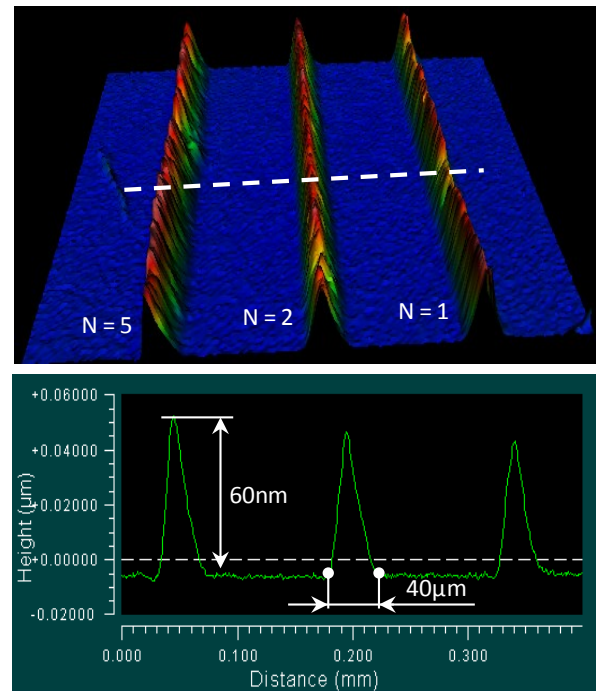 N = 5
N = 2
N = 1
+0.06000
+0.04000
+0.02000
+0.00000
-0.02000
Height (μm)
60nm
40μm
0.000
0.100
0.200
0.300
Distance (mm)